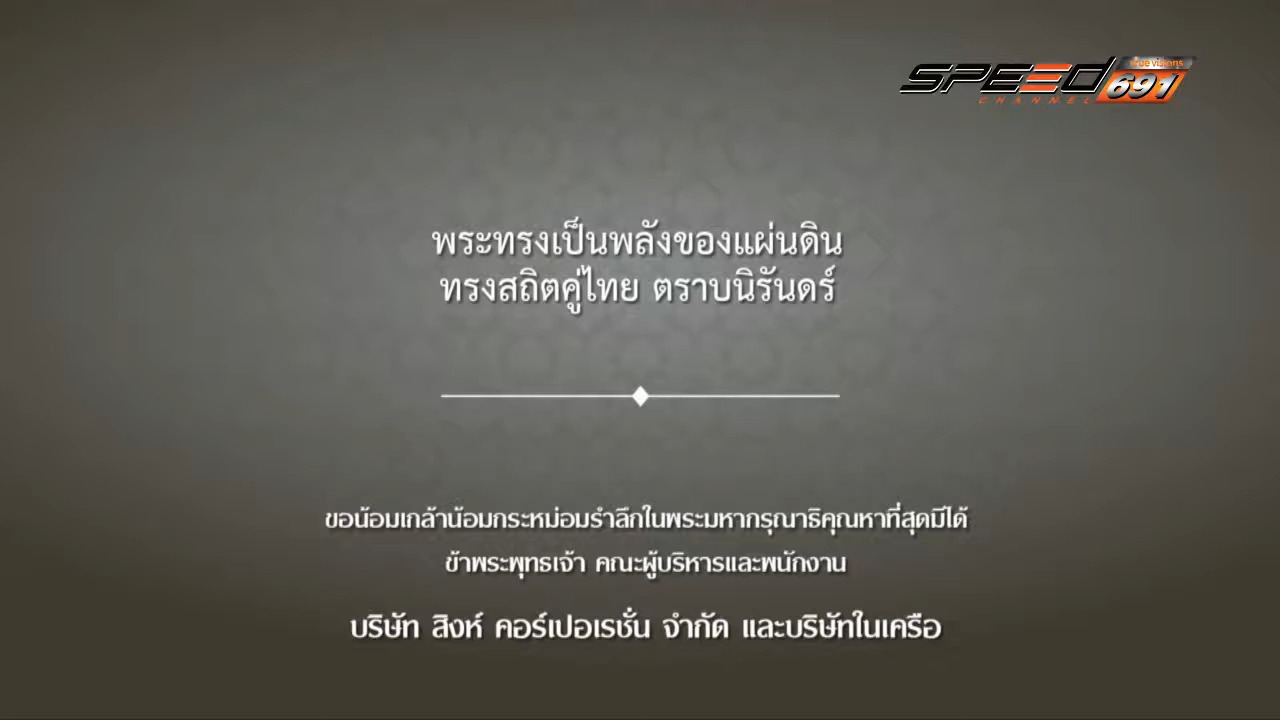 SPEED
CHANNEL
true visions
691
พระทรงเป็นพลังของแผ่นดิน
ทรงสถิตคู่ไทย ตราบนิรันดร์
ขอน้อมเกล้าน้อมกระหม่อมรำลึกในพระมหากรุณาธิคุณหาที่สุดมิได้
ข้าพระพุทธเจ้า คณะผู้บริหารและพนักงาน
บริษัท สิงห์ คอร์เปอเรชั่น จำกัด และบริษัทในเครือ